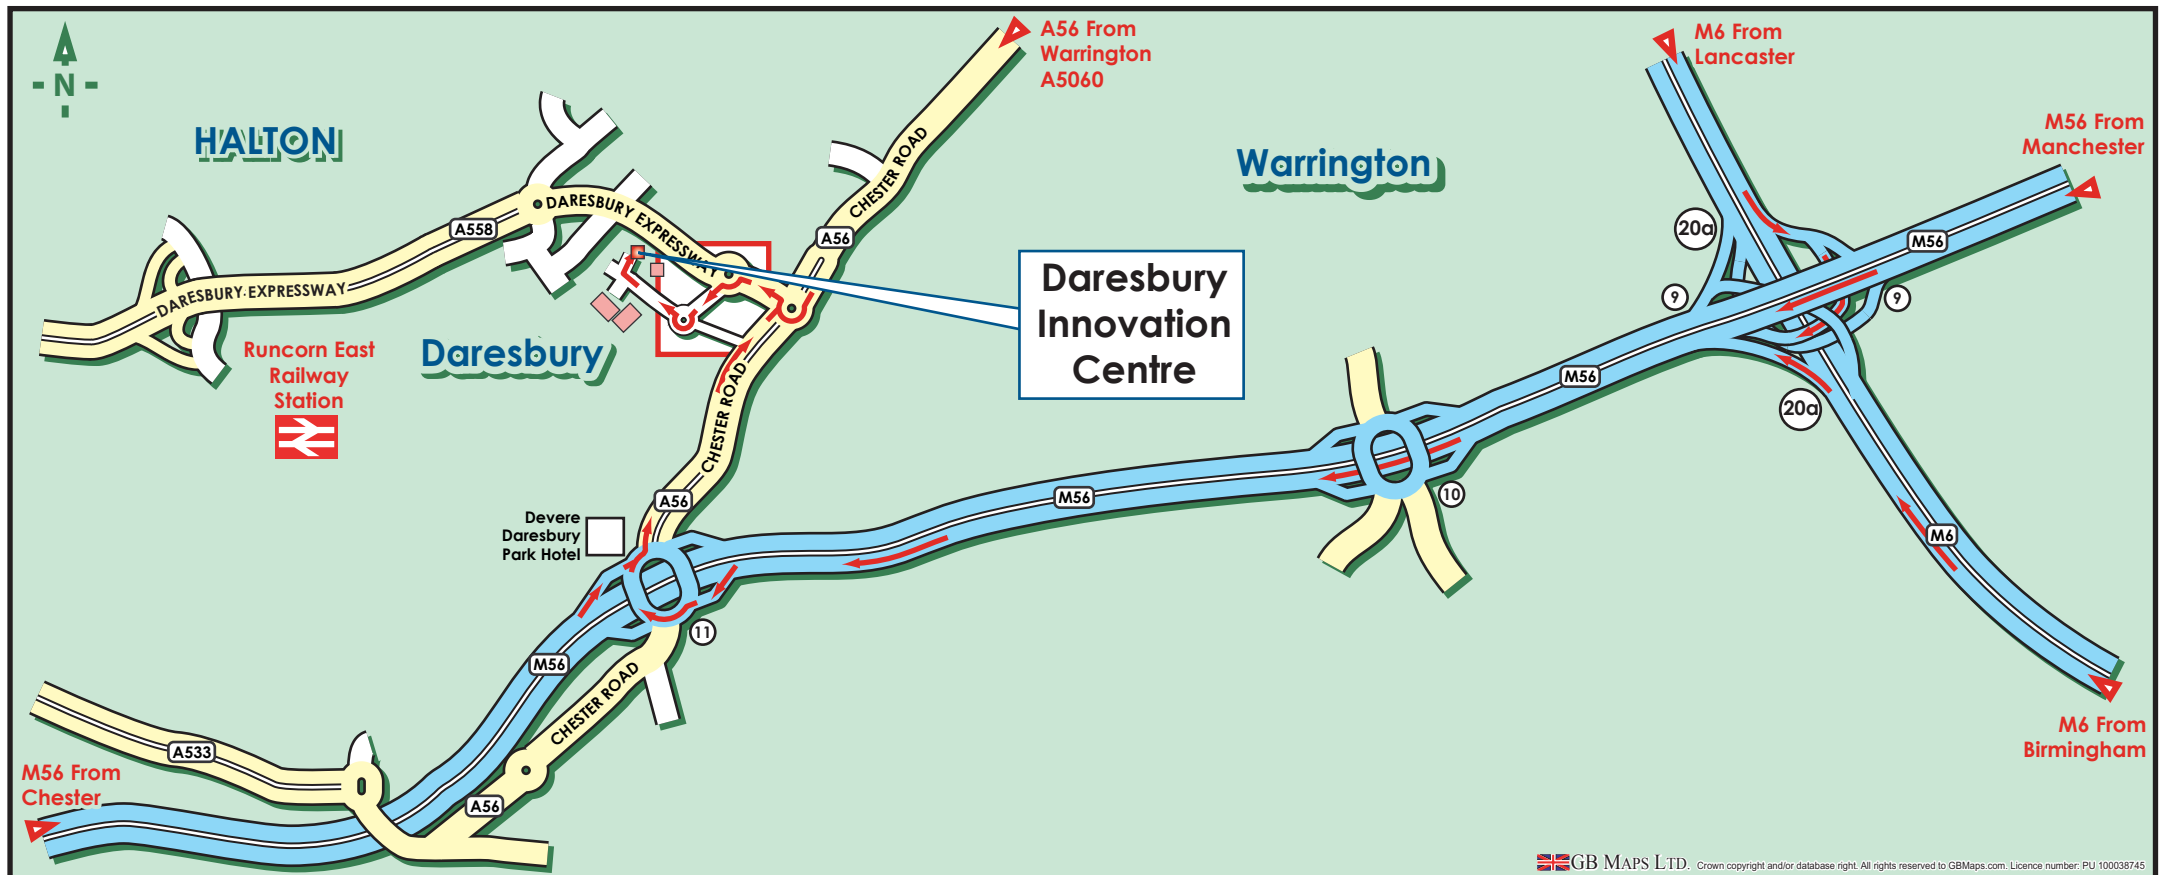 A56 From
Warrington
A5060
M6 From
Lancaster
M56 From
Manchester
N
HALTON
Warrington
CHESTER ROAD
DARESBURY EXPRESSWAY
A558
A56
20a
M56
9
9
DARESBURY EXPRESSWAY
Daresbury
Innovation
Centre
Runcorn East
Railway
Station
Daresbury
M56
20a
CHESTER ROAD
A56
M56
10
Devere
Daresbury
Park Hotel
M6
11
M56
CHESTER ROAD
A533
M56 From
Chester
A56
M6 From
Birmingham
GB MAPS LTD. Crown copyright and/or database right. All rights reserved to GBMaps.com. Licence number: PU 100038745